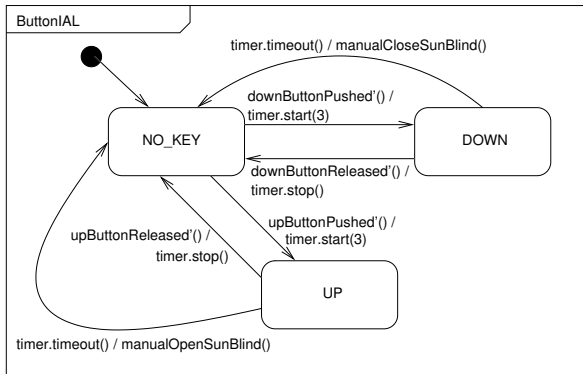 ButtonIAL
timer.timeout() / manualCloseSunBlind()
downButtonPushed'() /
timer.start(3)
NO_KEY
DOWN
downButtonReleased'() /
timer.stop()
upButtonPushed'() /
timer.start(3)
upButtonReleased'() /
timer.stop()
UP
timer.timeout() / manualOpenSunBlind()